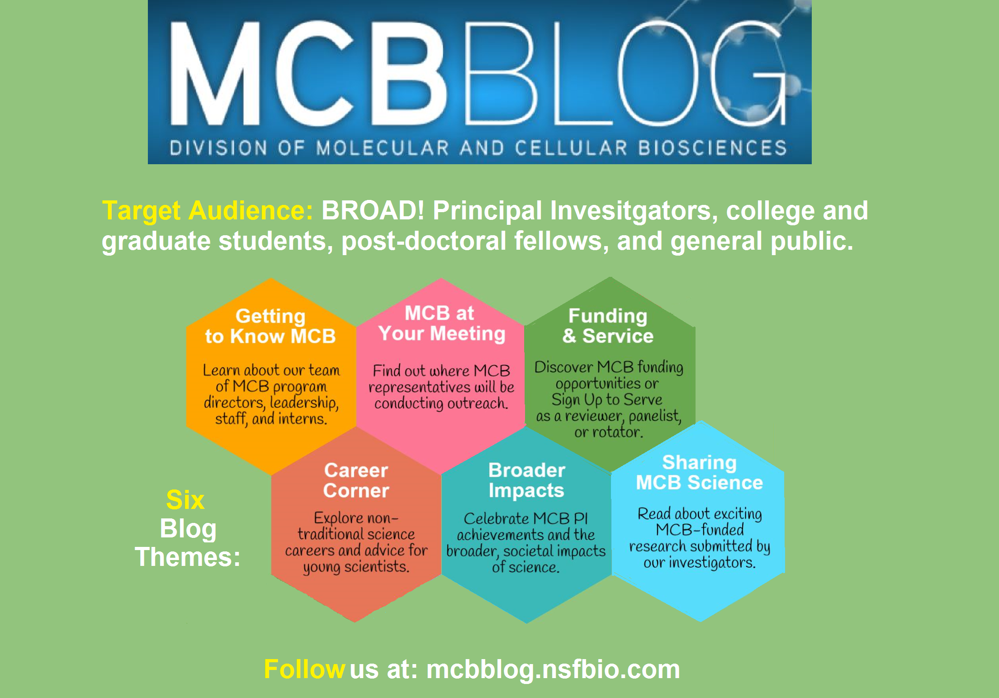 MCBBLOG
DIVISION OF MOLECULAR AND CELLULAR BIOSCIENCES
Target Audience: BROAD! Principal Invesitgators, college and
graduate students, post-doctoral fellows, and general public.
Getting
to Know MCB
Learn about our team
of MCB program
directors, leadership,
staff, and interns.
MCB at
Your Meeting
Find out where MCB
representatives will be
conducting outreach.
Funding
& Service
Discover MCB funding
opportunities or
Sign Up to Serve
as a reviewer, panelist,
or rotator.
Six
Blog
Themes:
Career
Corner
Explore non-
traditional science
careers and advice for
young scientists.
Broader
Impacts
Celebrate MCB PI
achievements and the
broader, societal impacts
of science.
Sharing
MCB Science
Read about exciting
MCB-funded
research submitted by
our investigators.
Follow us at: mcbblog.nsfbio.com